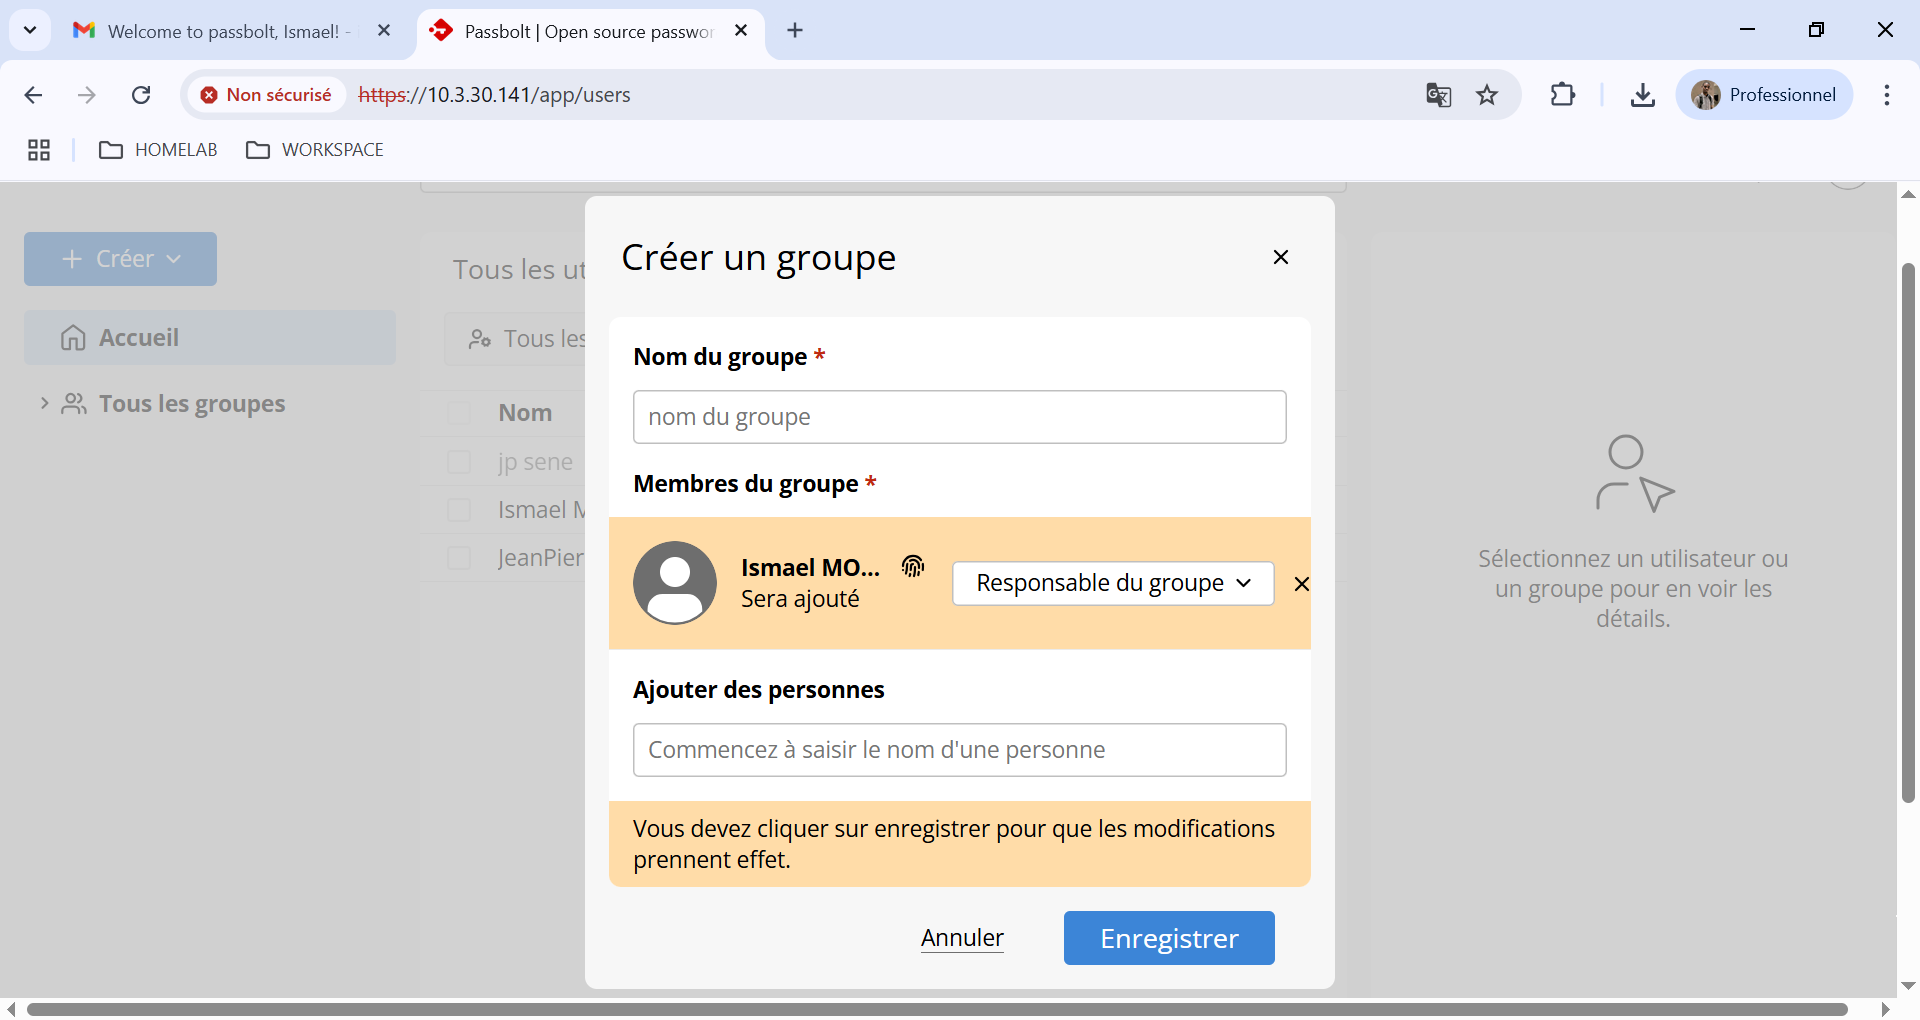 Welcome to passbolt, Ismael! -
Passbolt | Open source passwor
Non sécurisé
https://10.3.30.141/app/users
Professionnel
HOMELAB
WORKSPACE
Créer
Accueil
Tous les groupes
Tous les ut
Tous les
Nom
jp sene
Ismael M
JeanPier
Créer un groupe
Nom du groupe *
nom du groupe
Membres du groupe *
Ismael MO...
Sera ajouté
Responsable du groupe
Ajouter des personnes
Commencez à saisir le nom d'une personne
Vous devez cliquer sur enregistrer pour que les modifications
prennent effet.
Annuler
Enregistrer
Sélectionnez un utilisateur ou
un groupe pour en voir les
détails.